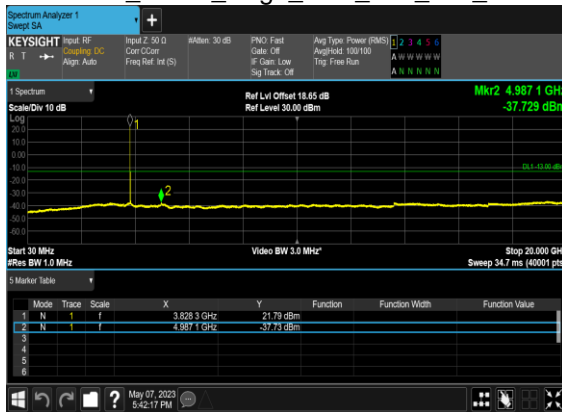 Spectrum Analyzer 1
Swept SA
+
KEYSIGHT Input: RF Input Z: 50 Ω #Atten: 30 dB PNO: Fast Avg Type: Power (RMS) 1 2 3 4 5 6
R T Coupling: DC Corr CCorr Gate: Off Avg|Hold: 100/100 A W W W W W
Align: Auto Freq Ref: Int (S) IF Gain: Low Trig: Free Run
Sig Track: Off A N N N N N
1 Spectrum Ref Lvl Offset 18.65 dB Mkr2 4.987 1 GHz
Scale/Div 10 dB Ref Level 30.00 dBm -37.729 dBm
Log
20.0
10.0
0.00
-10.0
DL1 -13.00 dBm
-20.0
-30.0
-40.0
-50.0
-60.0
1
2
Start 30 MHz Video BW 3.0 MHz* Stop 20.000 GH
#Res BW 1.0 MHz Sweep 34.7 ms (40001 pts
5 Marker Table
Mode Trace Scale X Y Function Function Width Function Value
1 N 1 f 3.828 3 GHz 21.79 dBm
2 N 1 f 4.987 1 GHz -37.73 dBm
3
4
5
6
? May 07, 2023
5:42:17 PM